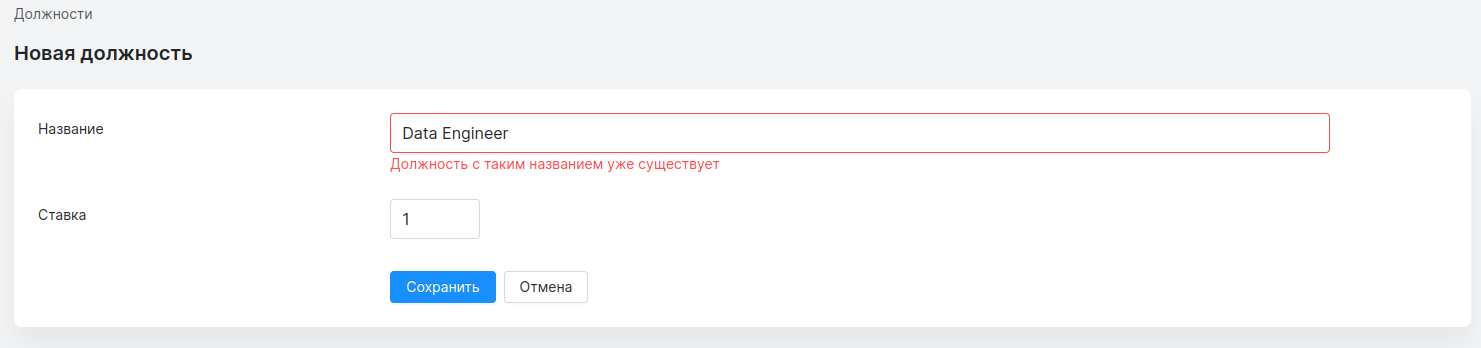 Должности
Новая должность
Название
Data Engineer
Должность с таким названием уже существует
Ставка
1
Сохранить Отмена